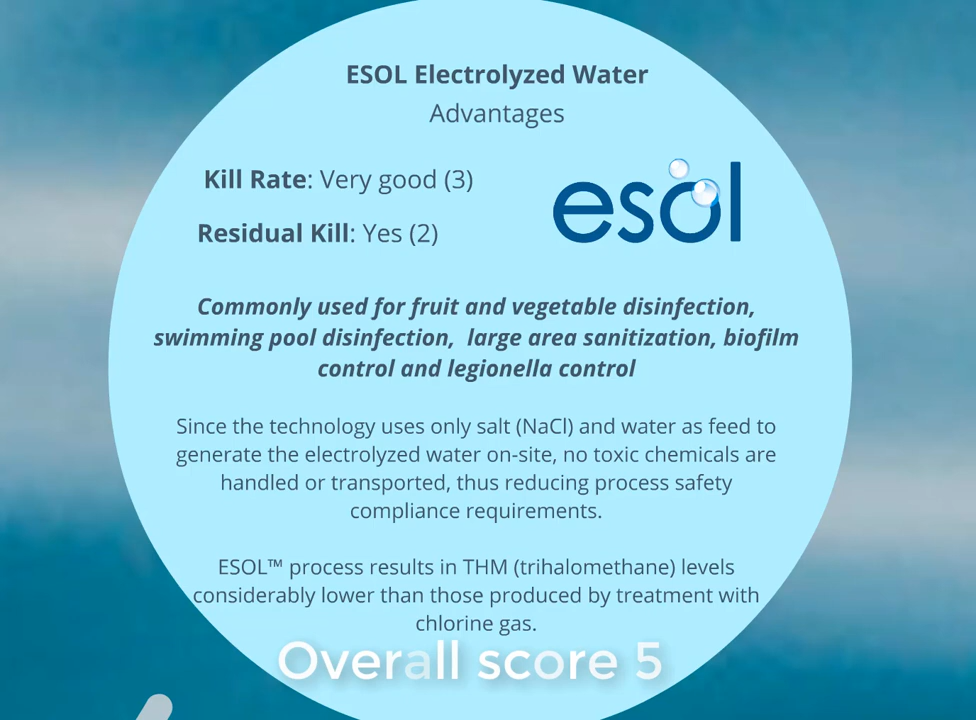 ESOL Electrolyzed Water
Advantages
Kill Rate: Very good (3)
esol
Residual Kill: Yes (2)
Commonly used for fruit and vegetable disinfection,
swimming pool disinfection,  large area sanitization, biofilm
control and legionella control
Since the technology uses only salt (NaCl) and water as feed to
generate the electrolyzed water on-site, no toxic chemicals are
handled or transported, thus reducing process safety
compliance requirements.
ESOL™ process results in THM (trihalomethane) levels
considerably lower than those produced by treatment with
chlorine gas.
Overall score 5